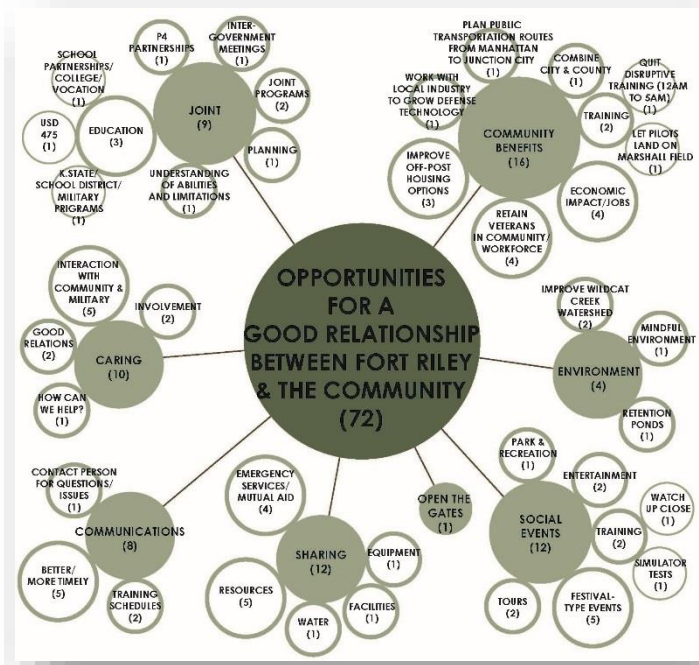 P4
PARTNERSHIPS
(1)
INTER-
GOVERNMENT
MEETINGS
(1)
SCHOOL
PARTNERSHIPS/
COLLEGE/
VOCATION
(1)
JOINT
PROGRAMS
(2)
JOINT
(9)
USD
475
(1)
EDUCATION
(3)
PLANNING
(1)
K.STATE/
SCHOOL DISTRICT/
MILITARY
PRIGRAMS
(1)
UNDERSTANDING
OF ABILITIES
AND LIMITATIONS
(1)
PLAN PUBLIC
TRANSPORTATION ROUTES
FROM MANHATTAN
TO JUNCTION CITY
(1)
COMBINE
CITY & COUNTY
(1)
QUIT
DISRUPTIVE
TRAINING (12AM
TO 5AM)
(1)
WORK WITH
LOCAL INDUSTRY
TO GROW DEFENSE
TECHNOLOGY
(1)
COMMUNITY
BENEFITS
(16)
TRAINING
(2)
LET PILOTS
LAND ON
MARSHALL FIELD
(1)
IMPROVE
OFF-POST
HOUSING
OPTIONS
(3)
ECONOMIC
IMPACT/JOBS
(4)
RETAIN
VETERANS
IN COMMUNITY/
WORKFORCE
(4)
OPPORTUNITIES
FOR A
GOOD RELATIONSHIP
BETWEEN FORT RILEY
& THE COMMUNITY
(72)
INTERACTION
WITH
COMMUNITY &
MILITARY
(5)
INVOLVEMENT
(2)
GOOD
RELATIONS
(2)
CARING
(10)
HOW CAN
WE HELP?
(1)
IMPROVE WILDCAT
CREEK
WATERSHED
(2)
MINDFUL
ENVIRONMENT
(1)
ENVIRONMENT
(4)
RETENTION
PONDS
(1)
CONTACT PERSON
FOR QUESTIONS/
ISSUES
(1)
COMMUNICATIONS
(8)
BETTER/
MORE TIMELY
(5)
TRAINING
SCHEDULES
(2)
EMERGENCY
SERVICES/
MUTUAL AID
(4)
SHARING
(12)
EQUIPMENT
(1)
RESOURCES
(5)
WATER
(1)
FACILITIES
(1)
OPEN THE
GATES
(1)
PARK &
RECREATION
(1)
ENTERTAINMENT
(2)
WATCH
UP CLOSE
(1)
SOCIAL
EVENTS
(12)
TRAINING
(2)
SIMULATOR
TESTS
(1)
TOURS
(2)
FESTIVAL-
TYPE EVENTS
(5)